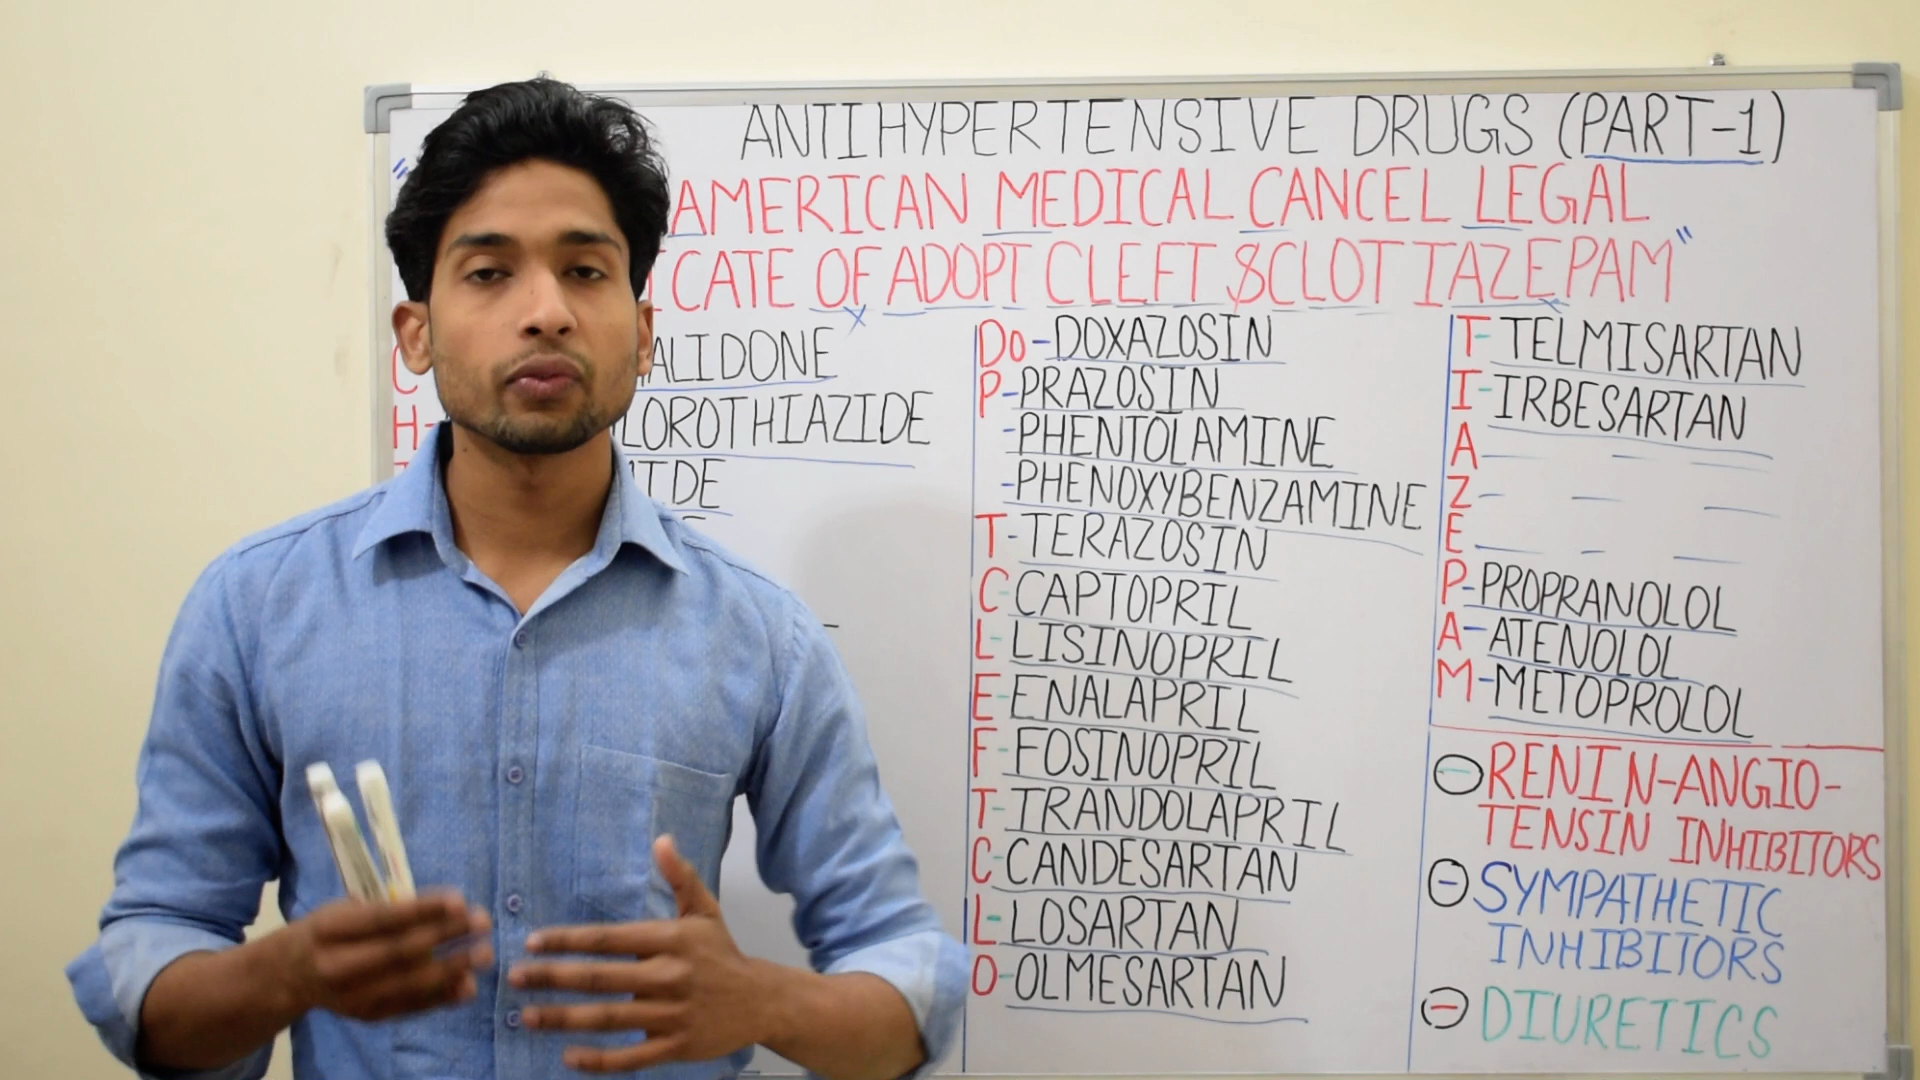 ANTIHYPERTENSIVE DRUGS (PART-1)
AMERICAN MEDICAL CANCEL LEGAL
ICATE OF ADOPT CLEFT &CLOT TAZEPAM"
C ALIDONE
H- LOROTHIAZIDE
IDE
Do-DOXAZOSIN
P-PRAZOSIN
-PHENTOLAMINE
-PHENOXYBENZAMINE
T-TERAZOSIN
C-CAPTOPRIL
L-LISINOPRIL
E-ENALAPRIL
F-FOSINOPRIL
T-TRANDOLAPRIL
C-CANDESARTAN
L-LOSARTAN
O-OLMESARTAN
T-TELMISARTAN
I-IRBESARTAN
A
Z
E
P-PROPRANOLOL
A-ATENOLOL
M-METOPROLOL
⊖RENIN-ANGIO-
TENSIN INHIBITORS
⊖SYMPATHETIC
INHIBITORS
⊖DIURETICS